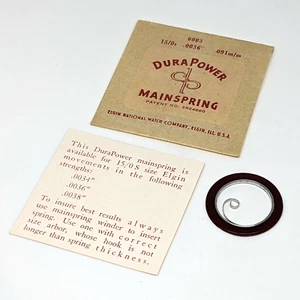 6005
15/0s .0036" .091m/m
DURAPOWER
MAINSPRING
ELGIN NATIONAL WATCH COMPANY, ELGIN, ILL. U.S.A.
This DuraPower mainspring is
available for 15/0 S size Elgin
movements in the following
strengths:
.0034"
.0036"
.0038"
To insure best results always
use mainspring winder to insert
spring. Use one with correct
size arbor, whose hook is not
longer than spring thickness.